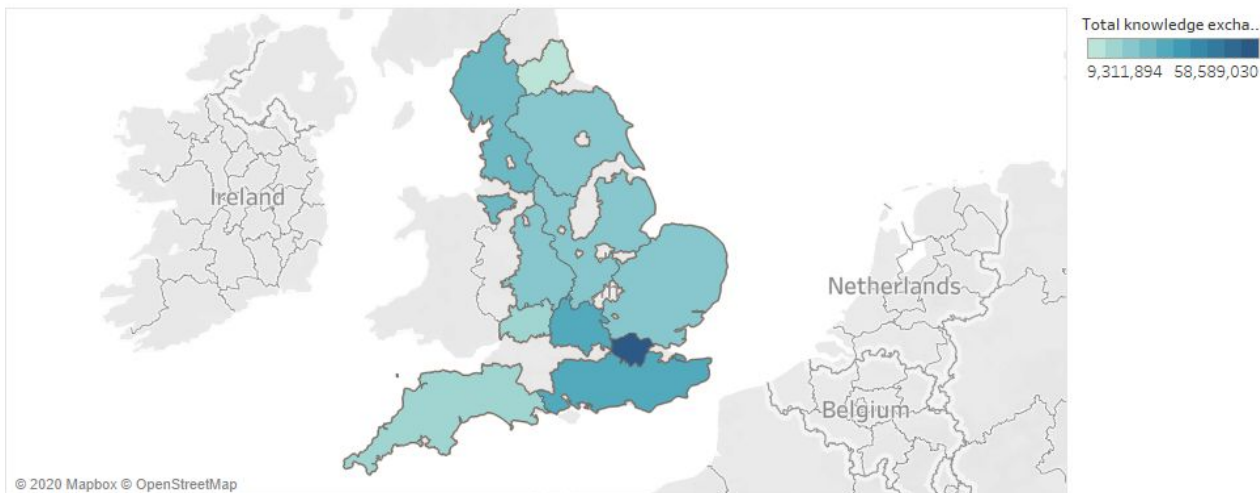 Total knowledge excha..
9,311,894 58,589,030
Ireland
Netherlands
Belgium
© 2020 Mapbox © OpenStreetMap